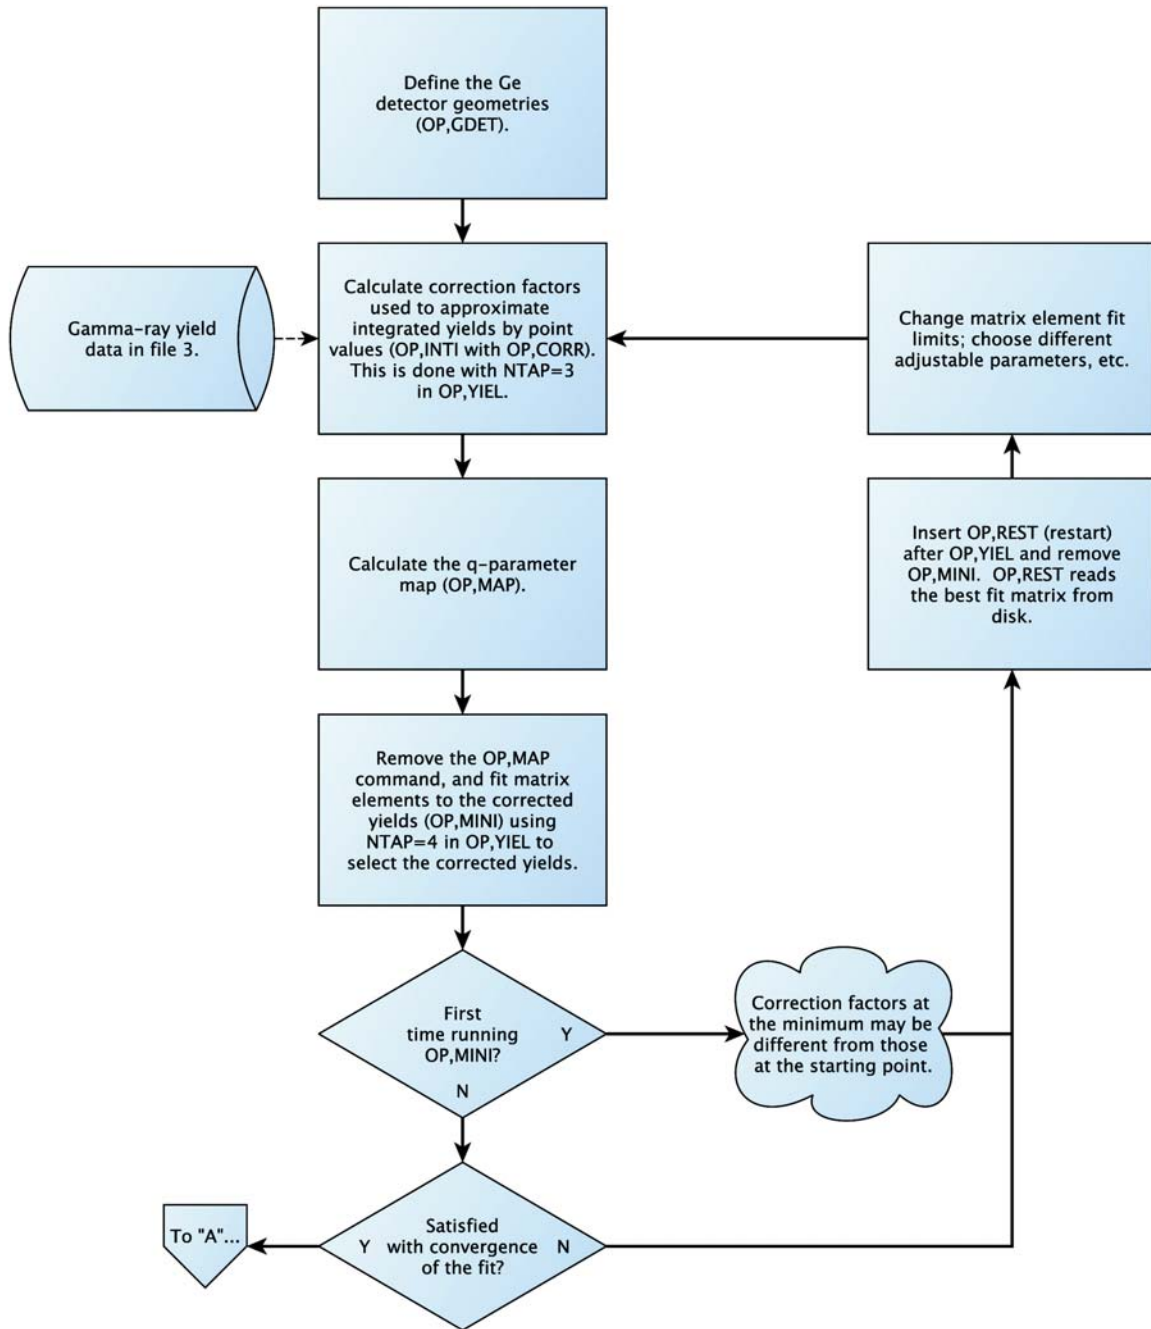 Define the Ge
detector geometries
(OP,GDET).
Gamma-ray yield
data in file 3.
Calculate correction factors
used to approximate
integrated yields by point
values (OP,INTI with OP,CORR).
This is done with NTAP=3
in OP,YIEL.
Change matrix element fit
limits; choose different
adjustable parameters, etc.
Calculate the q-parameter
map (OP,MAP).
Insert OP,REST (restart)
after OP,YIEL and remove
OP,MINI. OP,REST reads
the best fit matrix from
disk.
Remove the OP,MAP
command, and fit matrix
elements to the corrected
yields (OP,MINI) using
NTAP=4 in OP,YIEL to
select the corrected yields.
First
time running
OP,MINI?
Y
N
Correction factors at
the minimum may be
different from those
at the starting point.
To "A"...
Y
Satisfied
with convergence
of the fit?
N